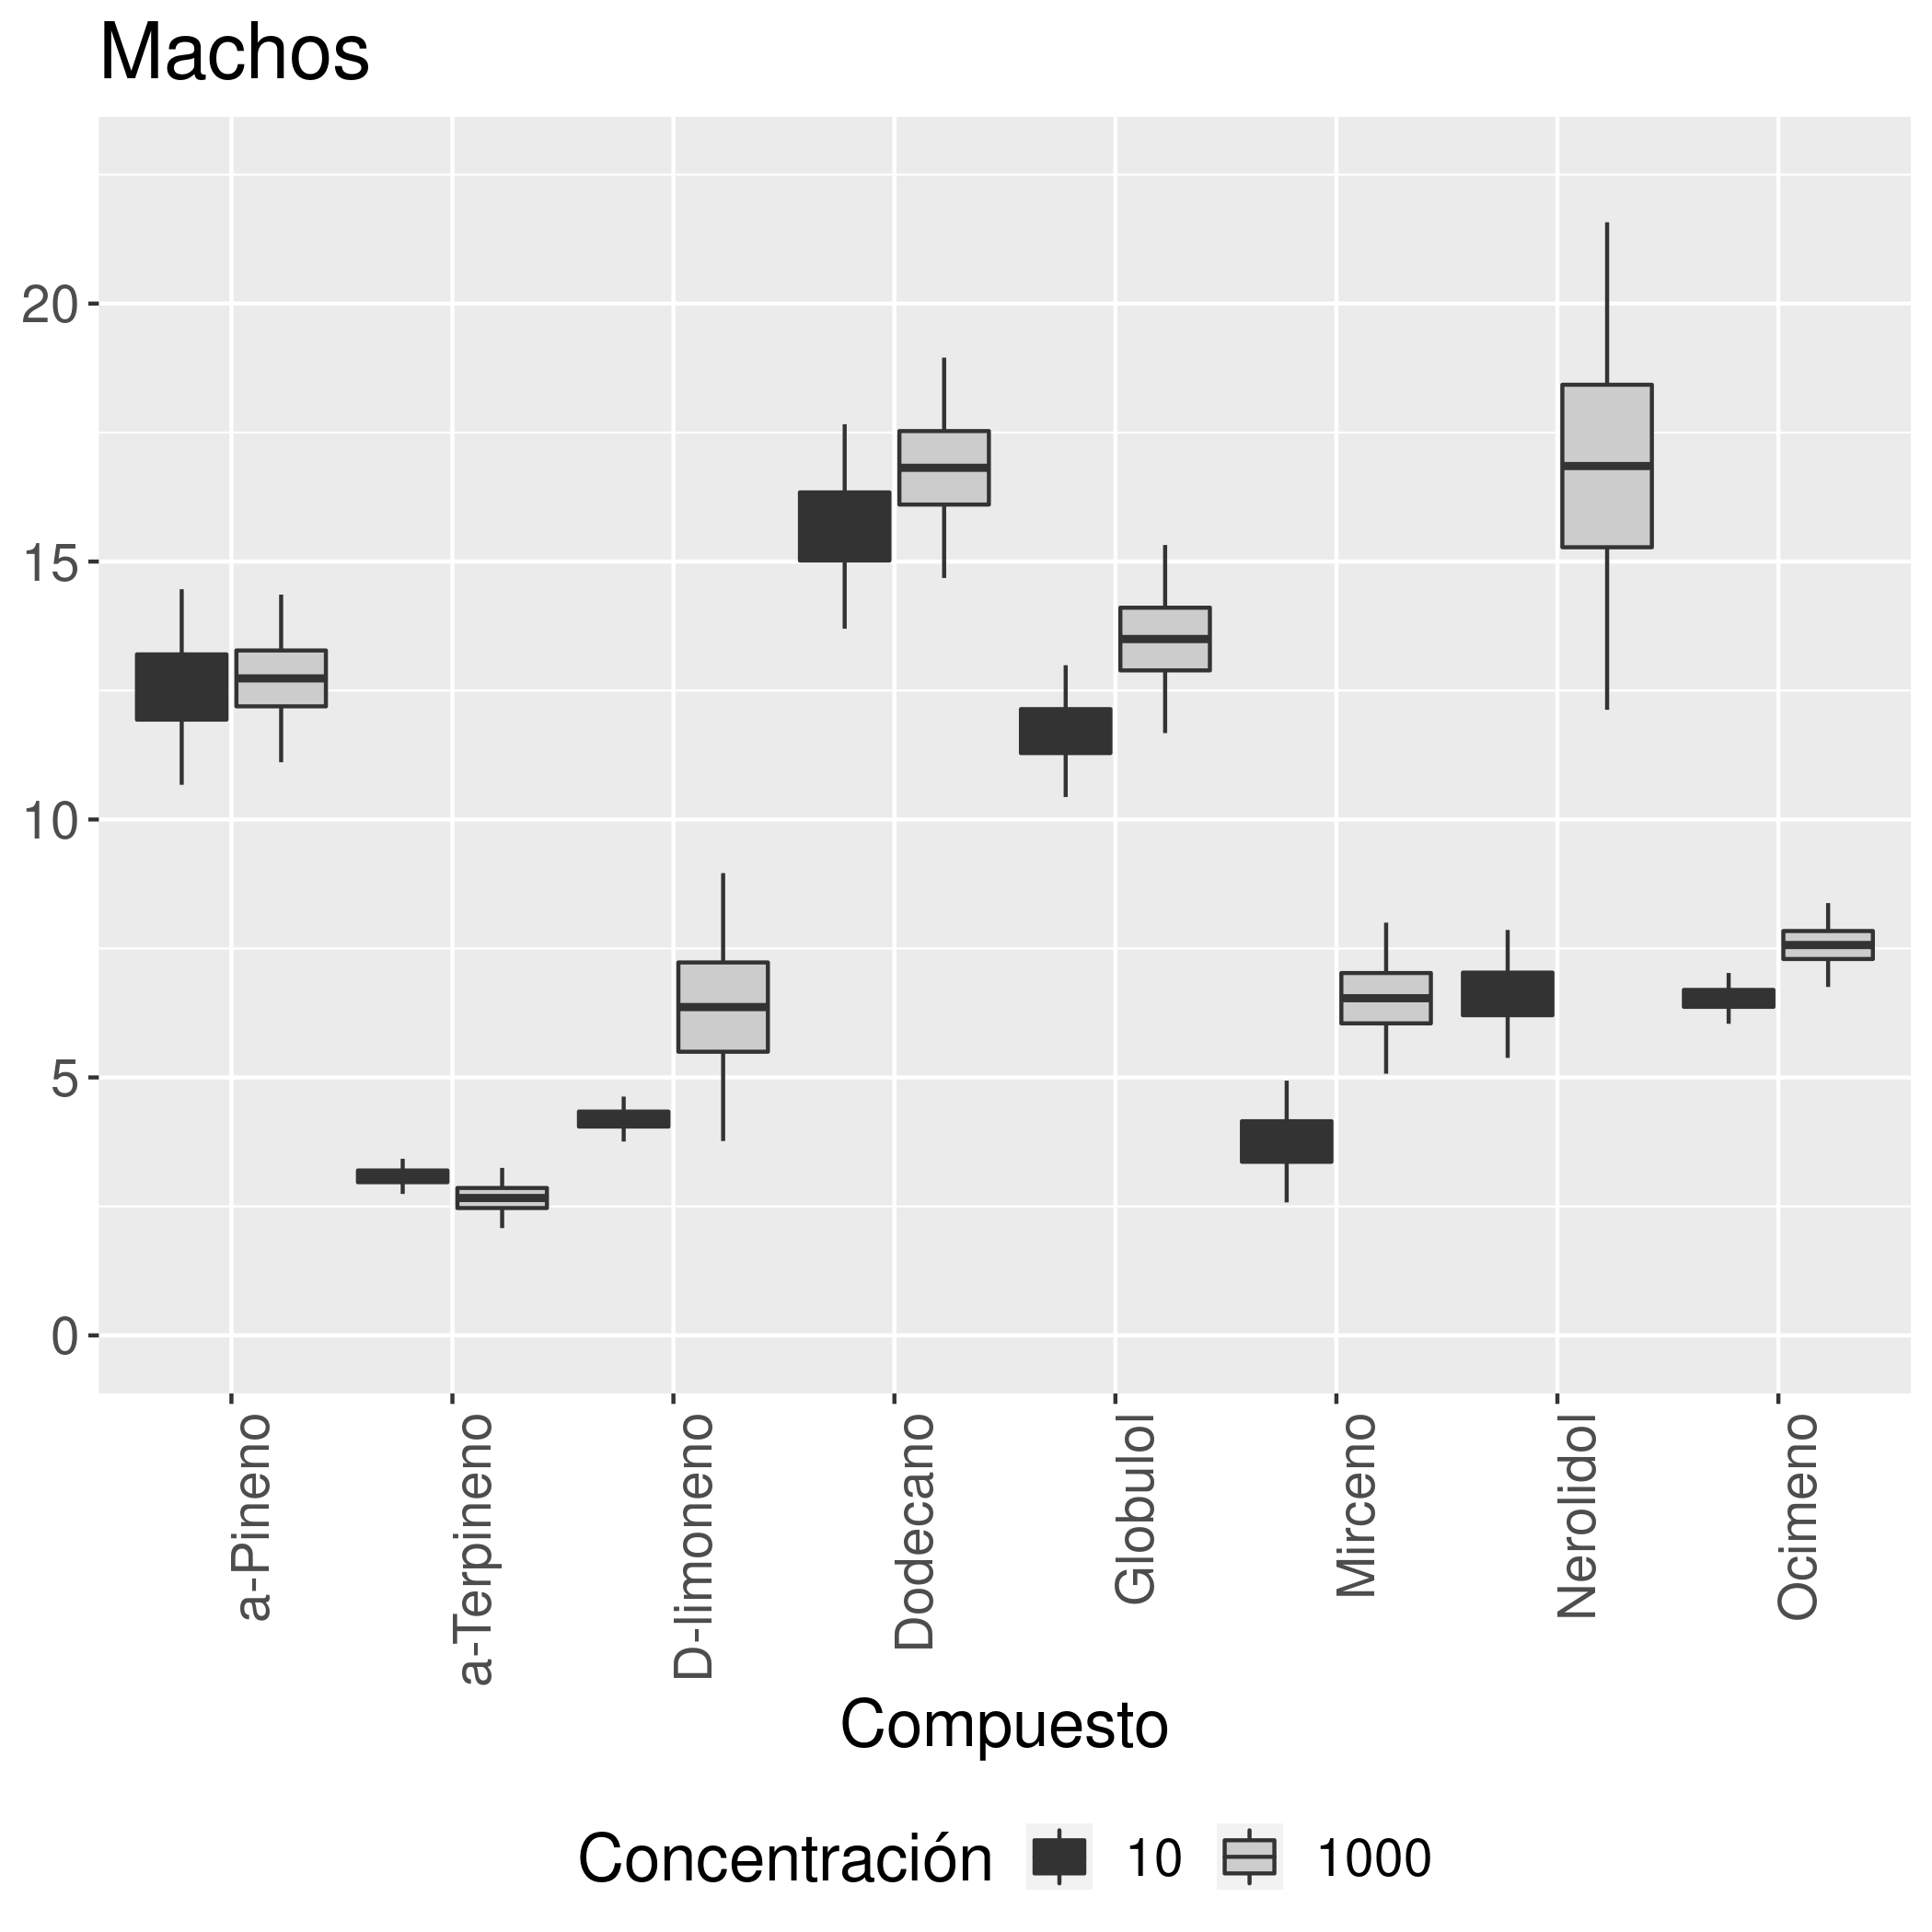 Machos
20
15
10
5
0
a-Pineno
a-Terpineno
D-limoneno
Dodecano
Globulol
Mirceno
Nerolidol
Ocimeno
Compuesto
Concentración 10 1000